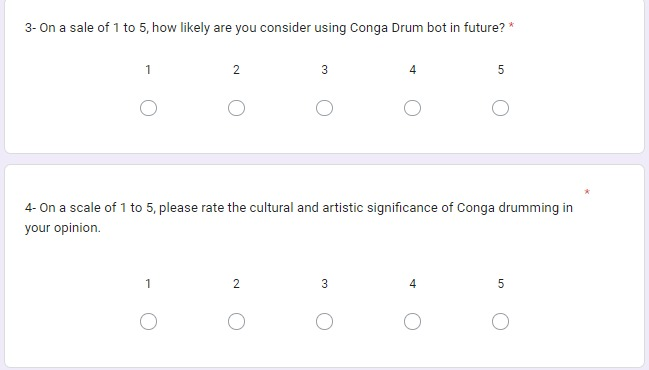 3- On a sale of 1 to 5, how likely are you consider using Conga Drum bot in future? *
1 2 3 4 5
*
4- On a scale of 1 to 5, please rate the cultural and artistic significance of Conga drumming in
your opinion.
1 2 3 4 5